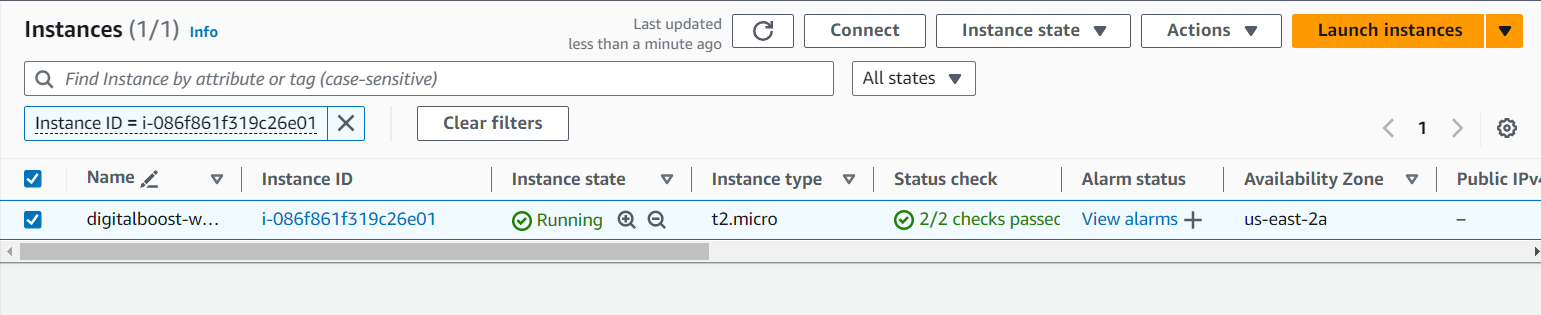 Instances (1/1) Info
Last updated
less than a minute ago
Connect
Instance state
Actions
Launch instances
Find Instance by attribute or tag (case-sensitive)
All states
Instance ID = i-086f861f319c26e01
Clear filters
1
Name Instance ID Instance state Instance type Status check Alarm status Availability Zone Public IPv4
digitalboost-w... i-086f861f319c26e01 Running t2.micro 2/2 checks passed View alarms + us-east-2a –